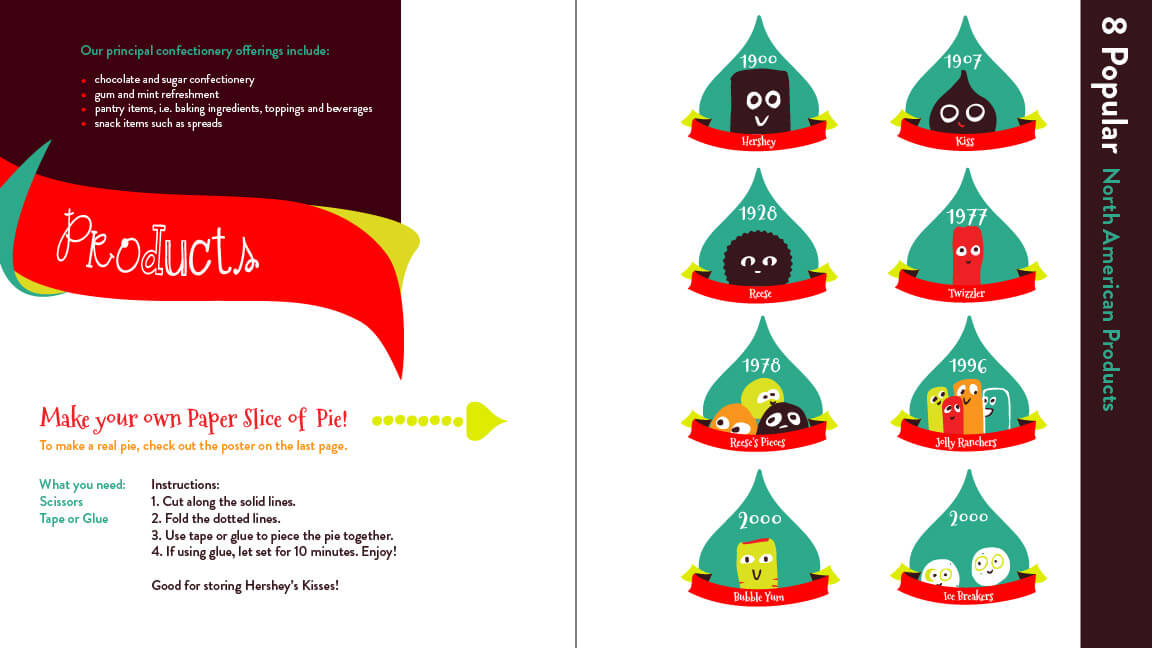 Our principal confectionery offerings include:
• chocolate and sugar confectionery
• gum and mint refreshment
• pantry items, i.e. baking ingredients, toppings and beverages
• snack items such as spreads
Products
Make your own Paper Slice of Pie!
To make a real pie, check out the poster on the last page.
What you need:
Scissors
Tape or Glue
Instructions:
1. Cut along the solid lines.
2. Fold the dotted lines.
3. Use tape or glue to piece the pie together.
4. If using glue, let set for 10 minutes. Enjoy!
Good for storing Hershey's Kisses!
1900
Hershey
1907
Kiss
1928
Reese
1977
Twizzler
1978
Reese's Pieces
1996
Jolly Ranchers
2000
Bubble Yum
2000
Ice Breakers
8 Popular North American Products